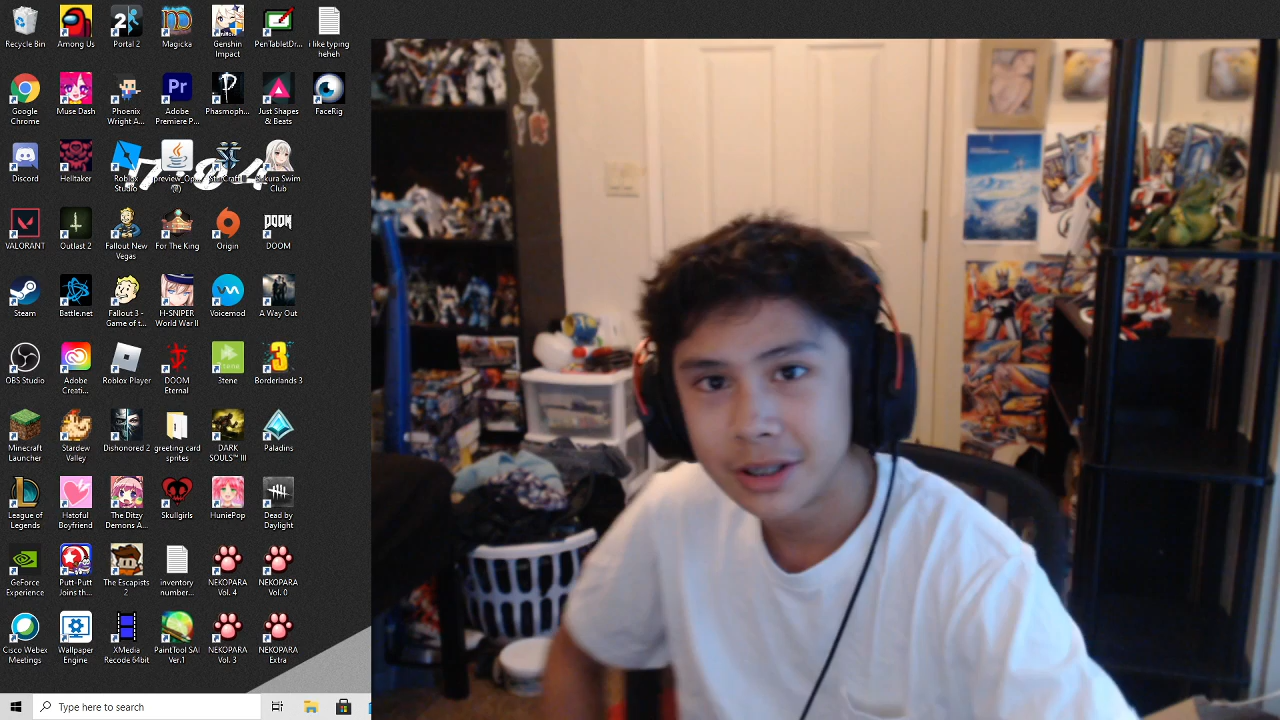 Recycle Bin
Among Us
Portal 2
Magicka
Genshin
Impact
PenTabletDr...
i like typing
heheh
Google
Chrome
Muse Dash
Phoenix
Wright A...
Pr
Adobe
Premiere P...
Phasmoph...
Just Shapes
& Beats
FaceRig
Discord
Helltaker
Roblox
Studio
17:04
VALORANT
Outlast 2
Fallout New
Vegas
For The King
Origin
DOOM
DOOM
Steam
Battle.net
Fallout 3 -
Game of t...
H-SNIPER
World War II
Voicemod
A Way Out
OBS Studio
Adobe
Creati...
Roblox Player
DOOM
Eternal
3tene
Borderlands 3
Minecraft
Launcher
Stardew
Valley
Dishonored 2
greeting card
sprites
DARK
SOULS™ III
Paladins
League of
Legends
Hatoful
Boyfriend
The Ditzy
Demons A...
Skullgirls
HuniePop
Dead by
Daylight
GeForce
Experience
Putt-Putt
Joins th...
The Escapists
2
inventory
number...
NEKOPARA
Vol. 4
NEKOPARA
Vol. 0
Cisco Webex
Meetings
Wallpaper
Engine
XMedia
Recode 64bit
PaintTool SAI
Ver.1
NEKOPARA
Vol. 3
NEKOPARA
Extra
Type here to search